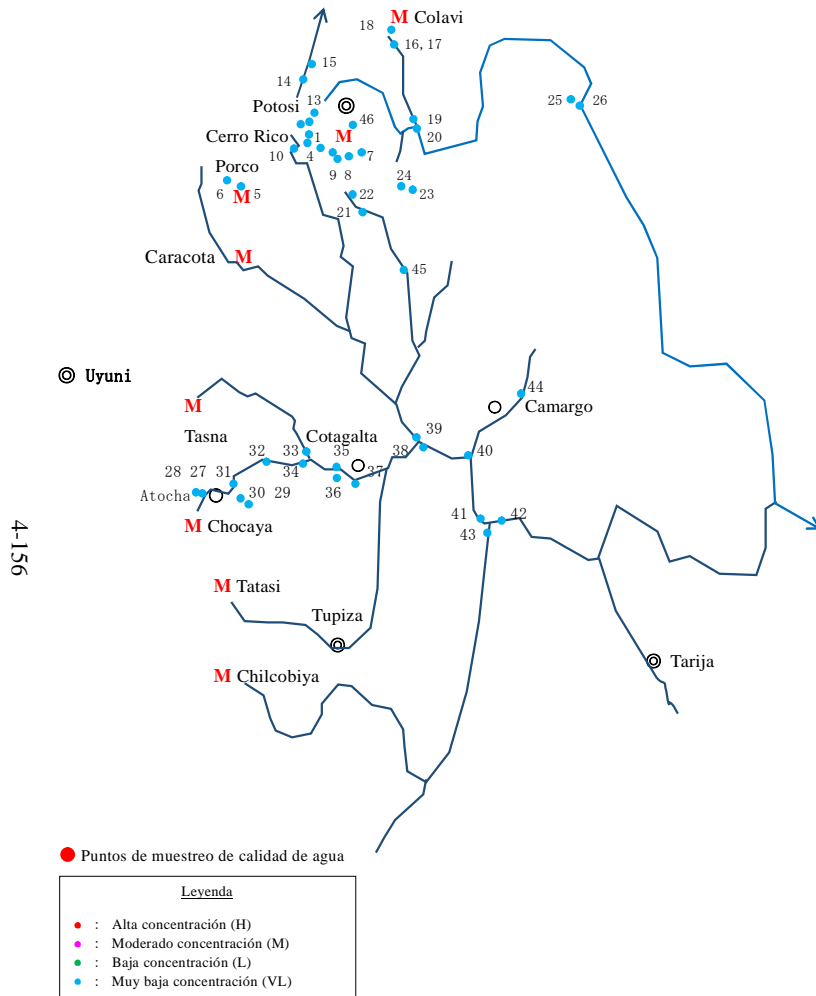 18
M Colavi
16, 17
15
14
Potosi
13
25
26
46
19
Cerro Rico
1
M
20
10
4
9
8
7
Porco
24
6
M
5
22
23
21
Caracota
M
45
Uyuni
44
M
Camargo
39
Tasna
Cotagalta
33
35
38
32
40
28
27
31
34
37
36
Atocha
30
29
M Chocaya
41
42
43
4-156
M Tatasi
Tupiza
Tarija
M Chilcobiya
Puntos de muestreo de calidad de agua
Leyenda
: Alta concentración (H)
: Moderado concentración (M)
: Baja concentración (L)
: Muy baja concentración (VL)